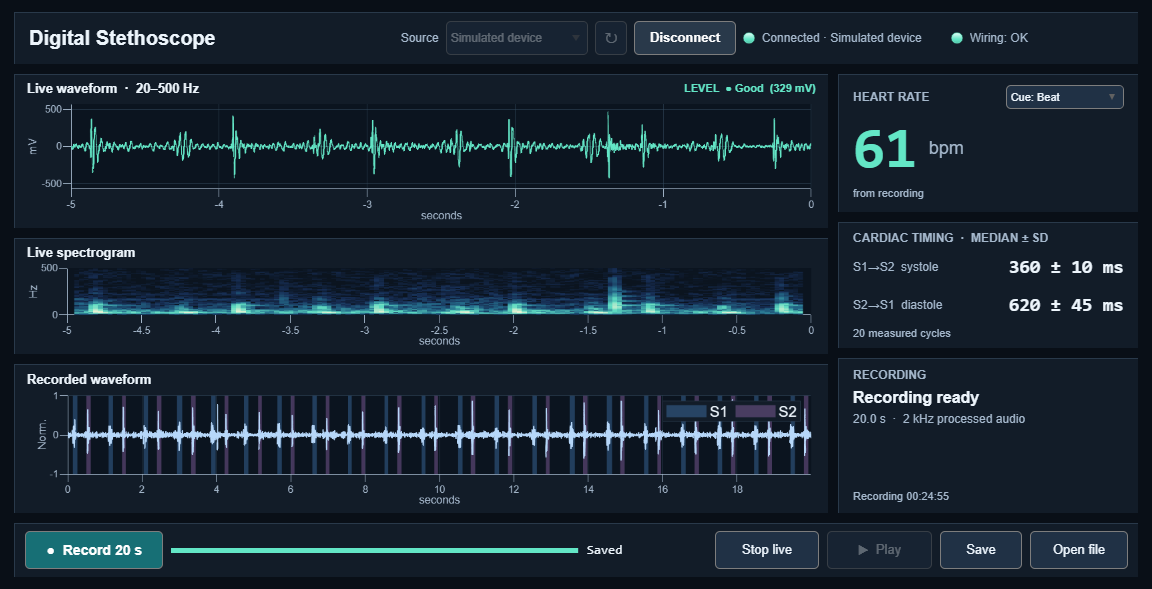 Digital Stethoscope
Source Simulated device ↻ Disconnect Connected · Simulated device Wiring: OK
Live waveform · 20–500 Hz LEVEL ● Good (329 mV)
500
0
-500
mV
-5 -4 -3 -2 -1 0
seconds
Live spectrogram
500
0
Hz
-5 -4.5 -4 -3.5 -3 -2.5 -2 -1.5 -1 -0.5 0
seconds
Recorded waveform
1
0
-1
Norm.
S1 S2
0 2 4 6 8 10 12 14 16 18
seconds
HEART RATE Cue: Beat
61 bpm
from recording
CARDIAC TIMING · MEDIAN ± SD
S1→S2 systole 360 ± 10 ms
S2→S1 diastole 620 ± 45 ms
20 measured cycles
RECORDING
Recording ready
20.0 s · 2 kHz processed audio
Recording 00:24:55
● Record 20 s Saved Stop live ▶ Play Save Open file